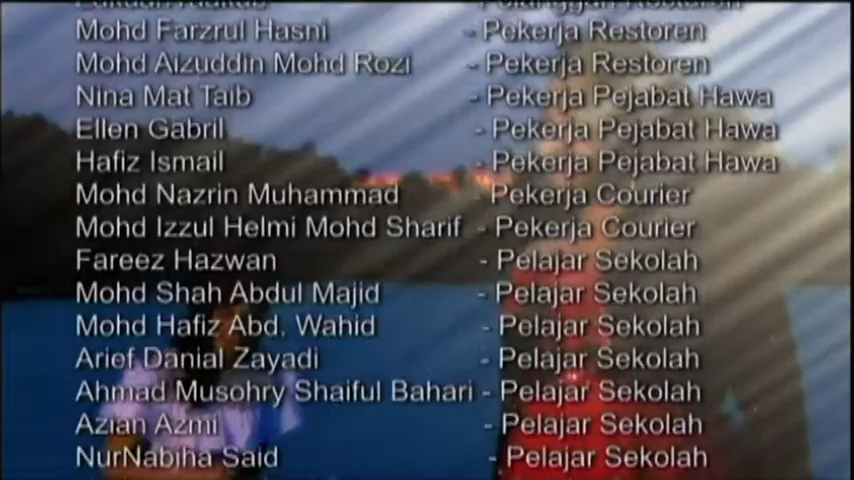 Mohd Farzrul Hasni - Pekerja Restoren
Mohd Aizuddin Mohd Rozi - Pekerja Restoren
Nina Mat Taib - Pekerja Pejabat Hawa
Ellen Gabril - Pekerja Pejabat Hawa
Hafiz Ismail - Pekerja Pejabat Hawa
Mohd Nazrin Muhammad - Pekerja Courier
Mohd Izzul Helmi Mohd Sharif - Pekerja Courier
Fareez Hazwan - Pelajar Sekolah
Mohd Shah Abdul Majid - Pelajar Sekolah
Mohd Hafiz Abd. Wahid - Pelajar Sekolah
Arief Danial Zayadi - Pelajar Sekolah
Ahmad Musohry Shaiful Bahari - Pelajar Sekolah
Azian Azmi - Pelajar Sekolah
NurNabiha Said - Pelajar Sekolah